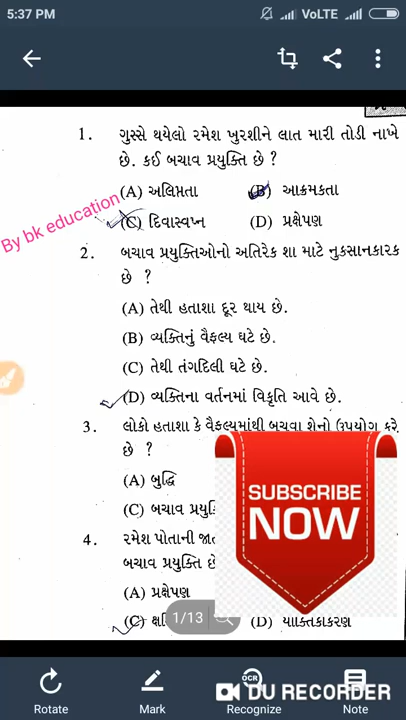 5:37 PM VoLTE
1. ગુસ્સે થયેલો રમેશ ખુરશીને લાત મારી તોડી નાખે
છે. કઈ બચાવ પ્રયુક્તિ છે ?
(A) અલિપ્તતા (B) આક્રમકતા
(C) દિવાસ્વપ્ન (D) પ્રક્ષેપણ
By bk education
2. બચાવ પ્રયુક્તિઓનો અતિરેક શા માટે નુકસાનકારક
છે ?
(A) તેથી હતાશા દૂર થાય છે.
(B) વ્યક્તિનું વૈફલ્ય ઘટે છે.
(C) તેથી તંગદિલી ઘટે છે.
(D) વ્યક્તિના વર્તનમાં વિકૃતિ આવે છે.
3. લોકો હતાશા કે વૈફલ્યમાંથી બચવા શેનો ઉપયોગ કરે
છે ?
(A) બુદ્ધિ
(C) બચાવ
SUBSCRIBE
NOW
4. રમેશ પોતાની
બચાવ પ્રયુક્તિ
(A) પ્રક્ષેપણ
(C) 1/13 (D) યૌક્તિકીકરણ
OCR
Rotate Mark Recognize Note
DU RECORDER